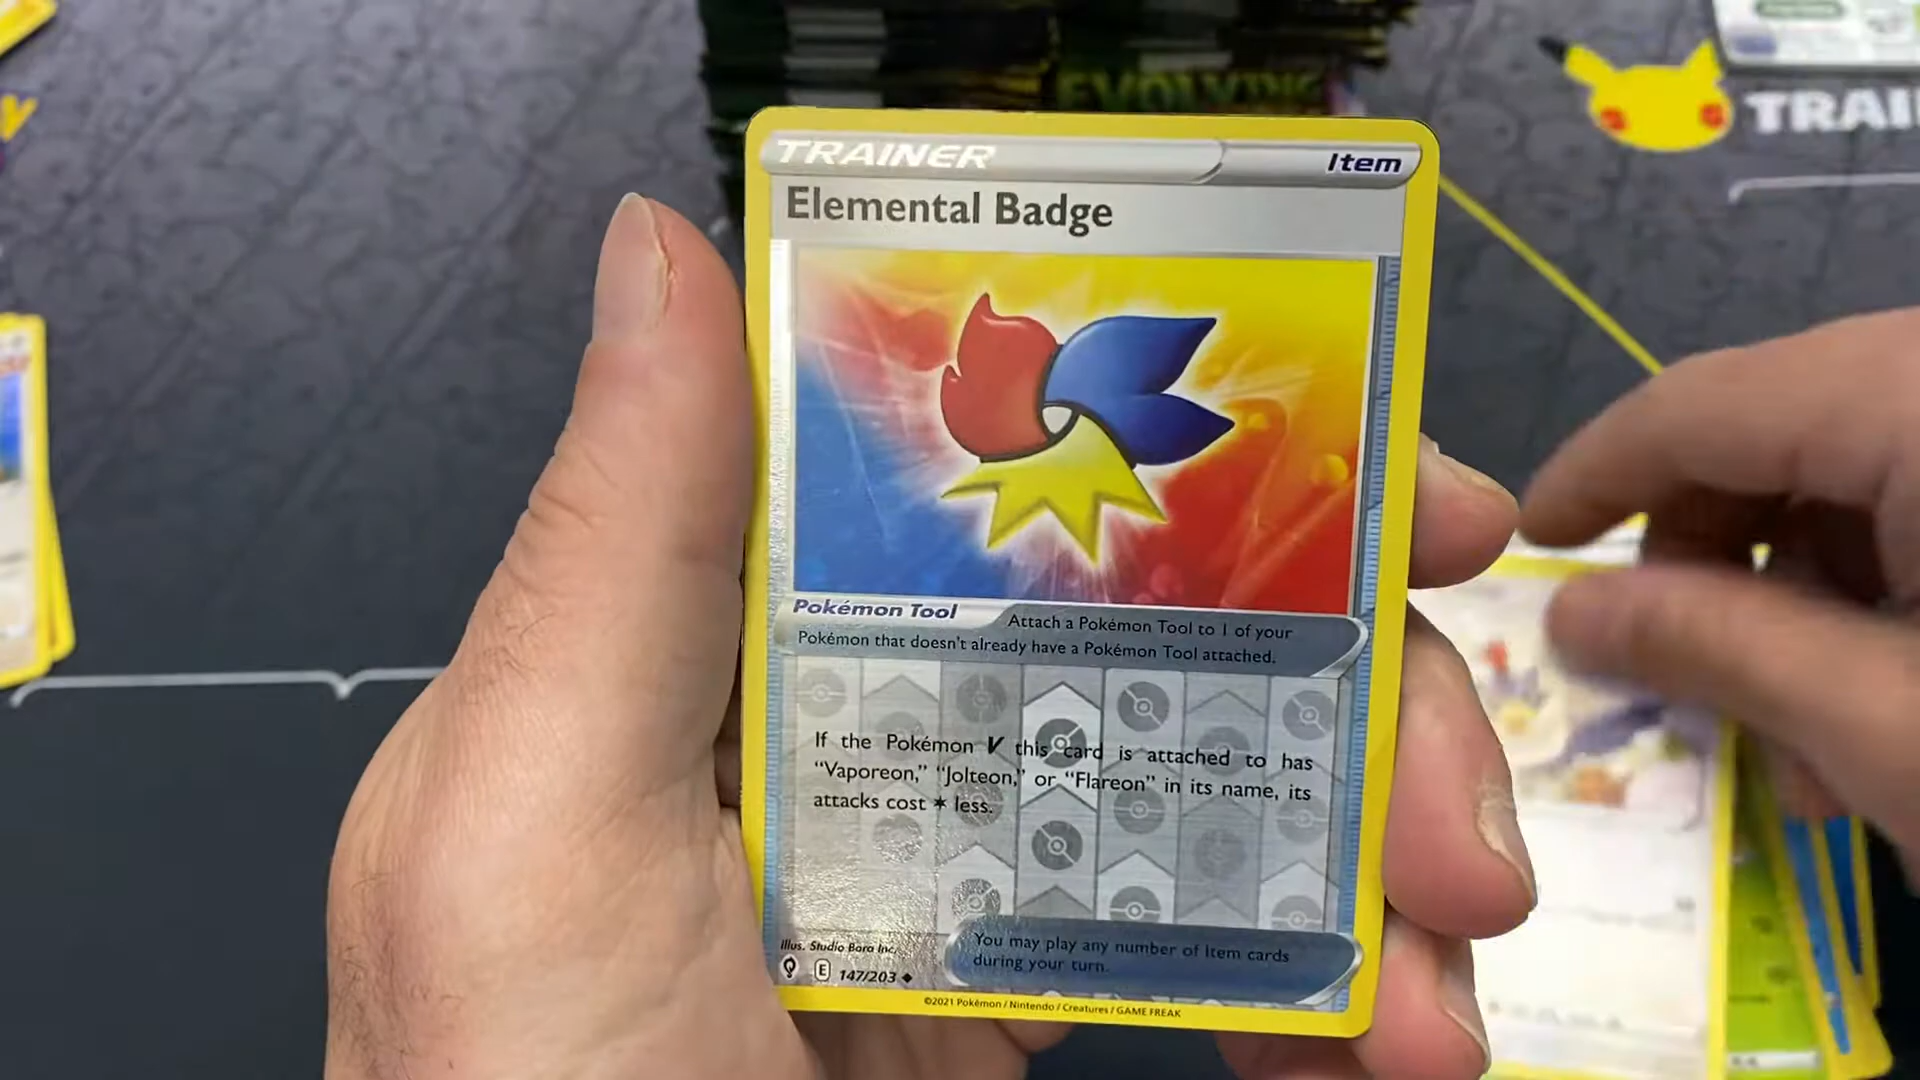 EVOLVING
TRAI
TRAINER
Item
Elemental Badge
Pokémon Tool
Attach a Pokémon Tool to 1 of your
Pokémon that doesn't already have a Pokémon Tool attached.
If the Pokémon V this card is attached to has
“Vaporeon,” “Jolteon,” or “Flareon” in its name, its
attacks cost ✶ less.
You may play any number of Item cards
during your turn.
Illus. Studio Bora Inc.
E 147/203 ◆
©2021 Pokémon / Nintendo / Creatures / GAME FREAK